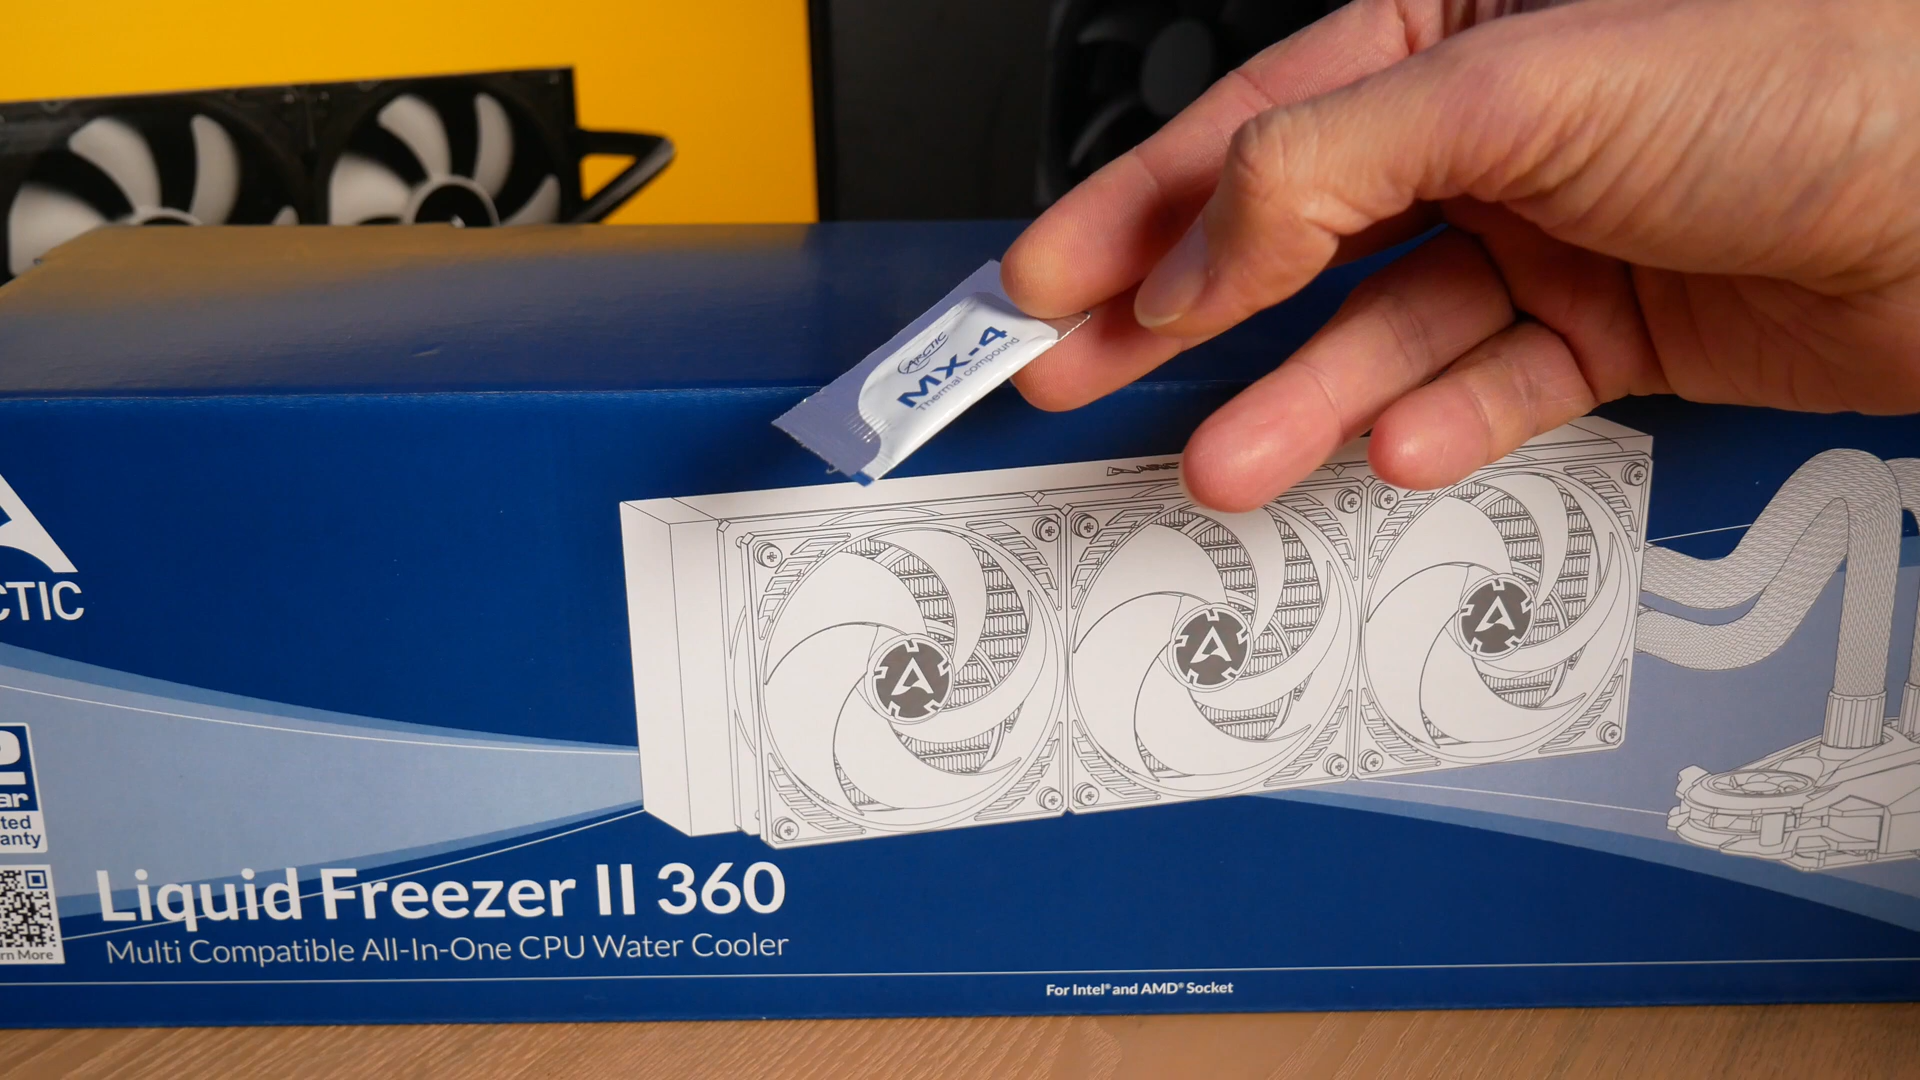 ARCTIC
MX-4
Thermal compound
CTIC
2
ar
ted
anty
rn More
Liquid Freezer II 360
Multi Compatible All-In-One CPU Water Cooler
For Intel® and AMD® Socket